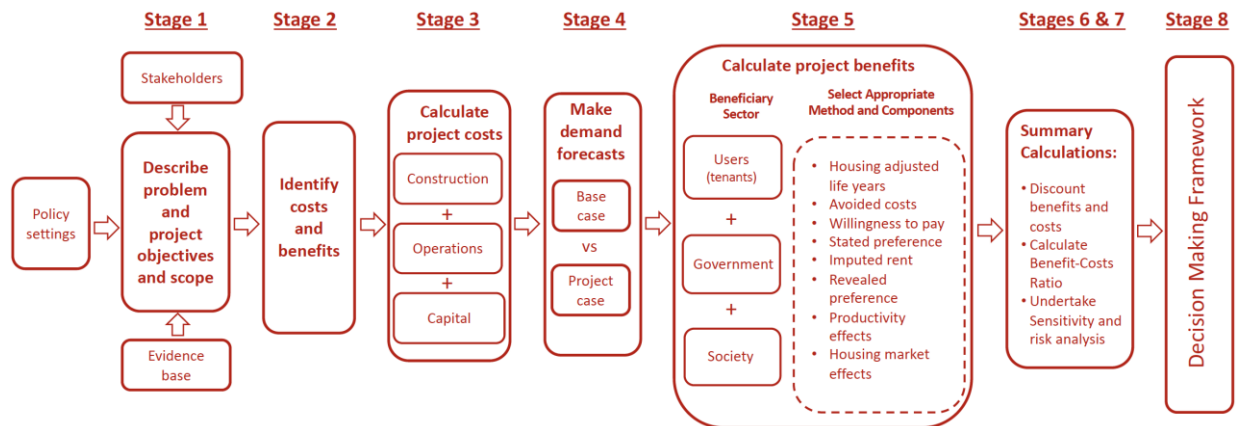 Stage 1
Stage 2
Stage 3
Stage 4
Stage 5
Stages 6 & 7
Stage 8
Policy
settings
Stakeholders
Describe
problem
and
project
objectives
and scope
Evidence
base
Identify
costs
and
benefits
Calculate
project costs
Construction
+
Operations
+
Capital
Make
demand
forecasts
Base
case
vs
Project
case
Calculate project benefits
Beneficiary
Sector
Users
(tenants)
+
Government
+
Society
Select Appropriate
Method and Components
• Housing adjusted
life years
• Avoided costs
• Willingness to pay
• Stated preference
• Imputed rent
• Revealed
preference
• Productivity
effects
• Housing market
effects
Summary
Calculations:
• Discount
benefits and
costs
• Calculate
Benefit-Costs
Ratio
• Undertake
Sensitivity and
risk analysis
Decision Making Framework